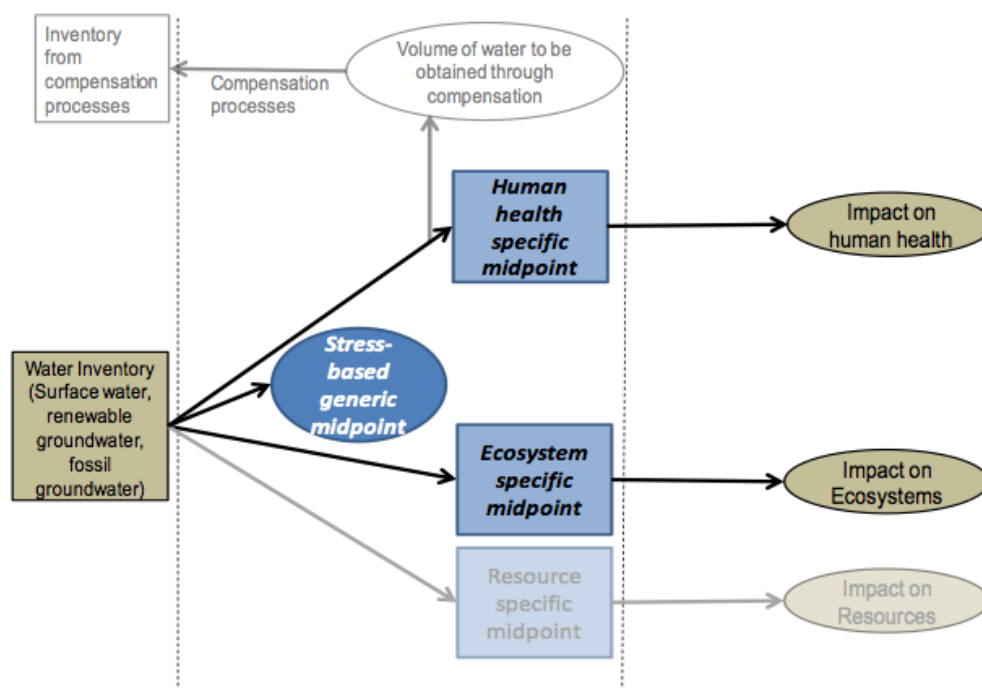 Inventory
from
compensation
processes
Compensation
processes
Volume of water to be
obtained through
compensation
Human
health
specific
midpoint
Impact on
human health
Stress-
based
generic
midpoint
Water Inventory
(Surface water,
renewable
groundwater,
fossil
groundwater)
Ecosystem
specific
midpoint
Impact on
Ecosystems
Resource
specific
midpoint
Impact on
Resources